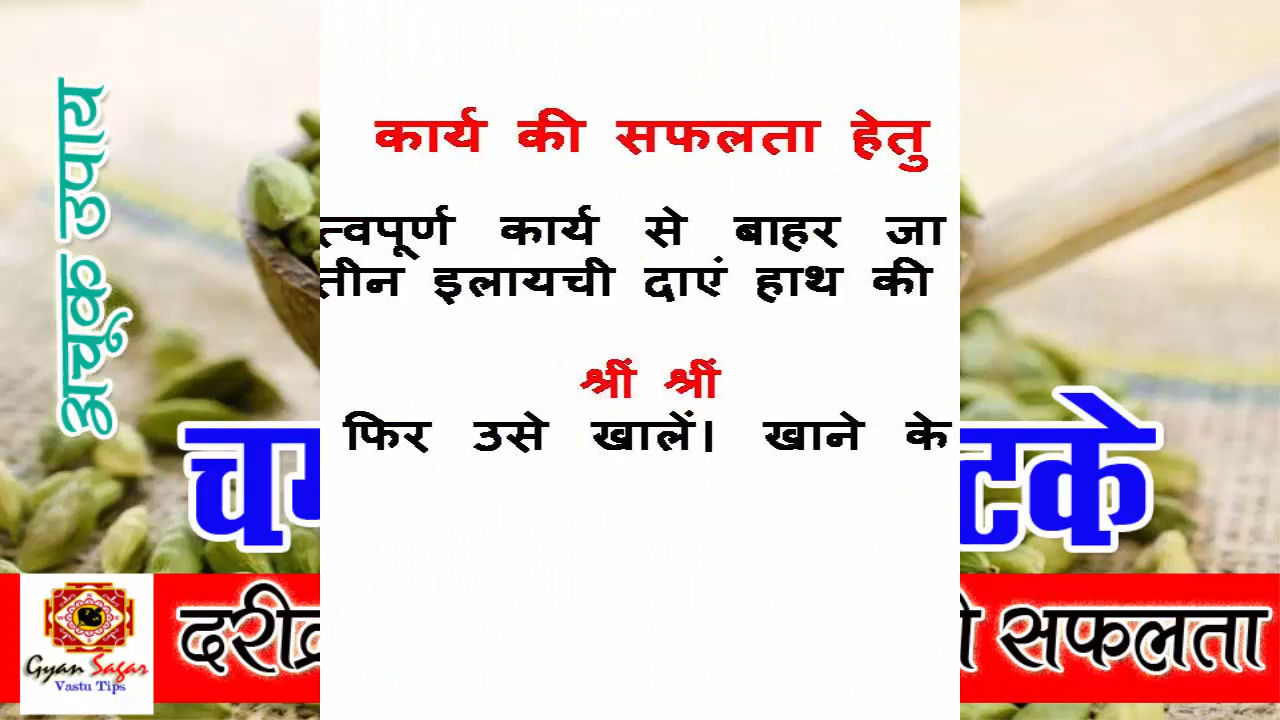 अचूक उपाय
कार्य की सफलता हेतु
त्वपूर्ण कार्य से बाहर जा
तीन इलायची दाएं हाथ की
श्रीं श्रीं
फिर उसे खालें। खाने के
टके
सफलता
Gyan Sagar
Vastu Tips